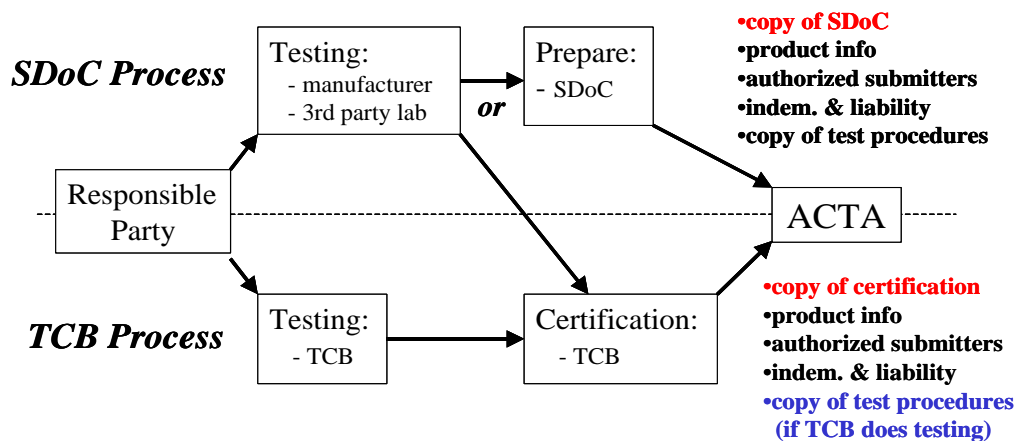 SDoC Process
Testing:
- manufacturer
- 3rd party lab
or
Prepare:
- SDoC
•copy of SDoC
•product info
•authorized submitters
•indem. & liability
•copy of test procedures
Responsible
Party
ACTA
TCB Process
Testing:
- TCB
Certification:
- TCB
•copy of certification
•product info
•authorized submitters
•indem. & liability
•copy of test procedures
(if TCB does testing)